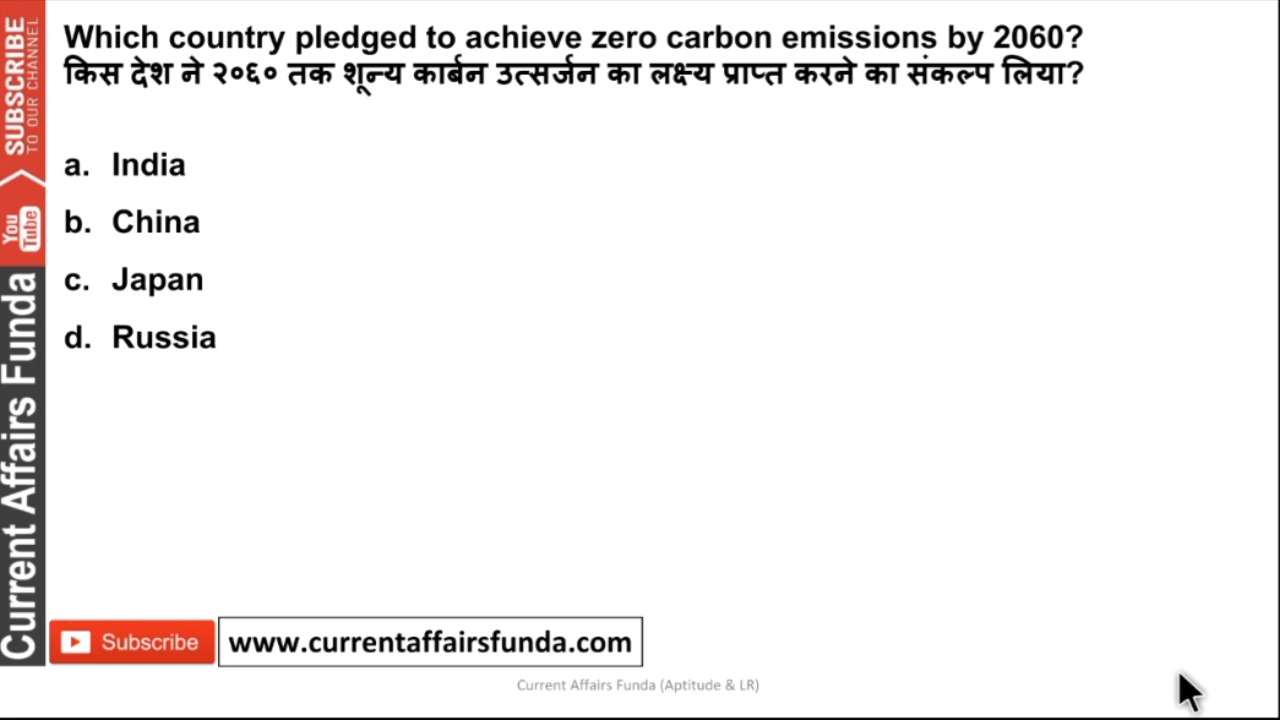 Which country pledged to achieve zero carbon emissions by 2060?
किस देश ने २०६० तक शून्य कार्बन उत्सर्जन का लक्ष्य प्राप्त करने का संकल्प लिया?
a. India
b. China
c. Japan
d. Russia
SUBSCRIBE
TO OUR CHANNEL
You
Tube
Current Affairs Funda
Subscribe
www.currentaffairsfunda.com
Current Affairs Funda (Aptitude & LR)